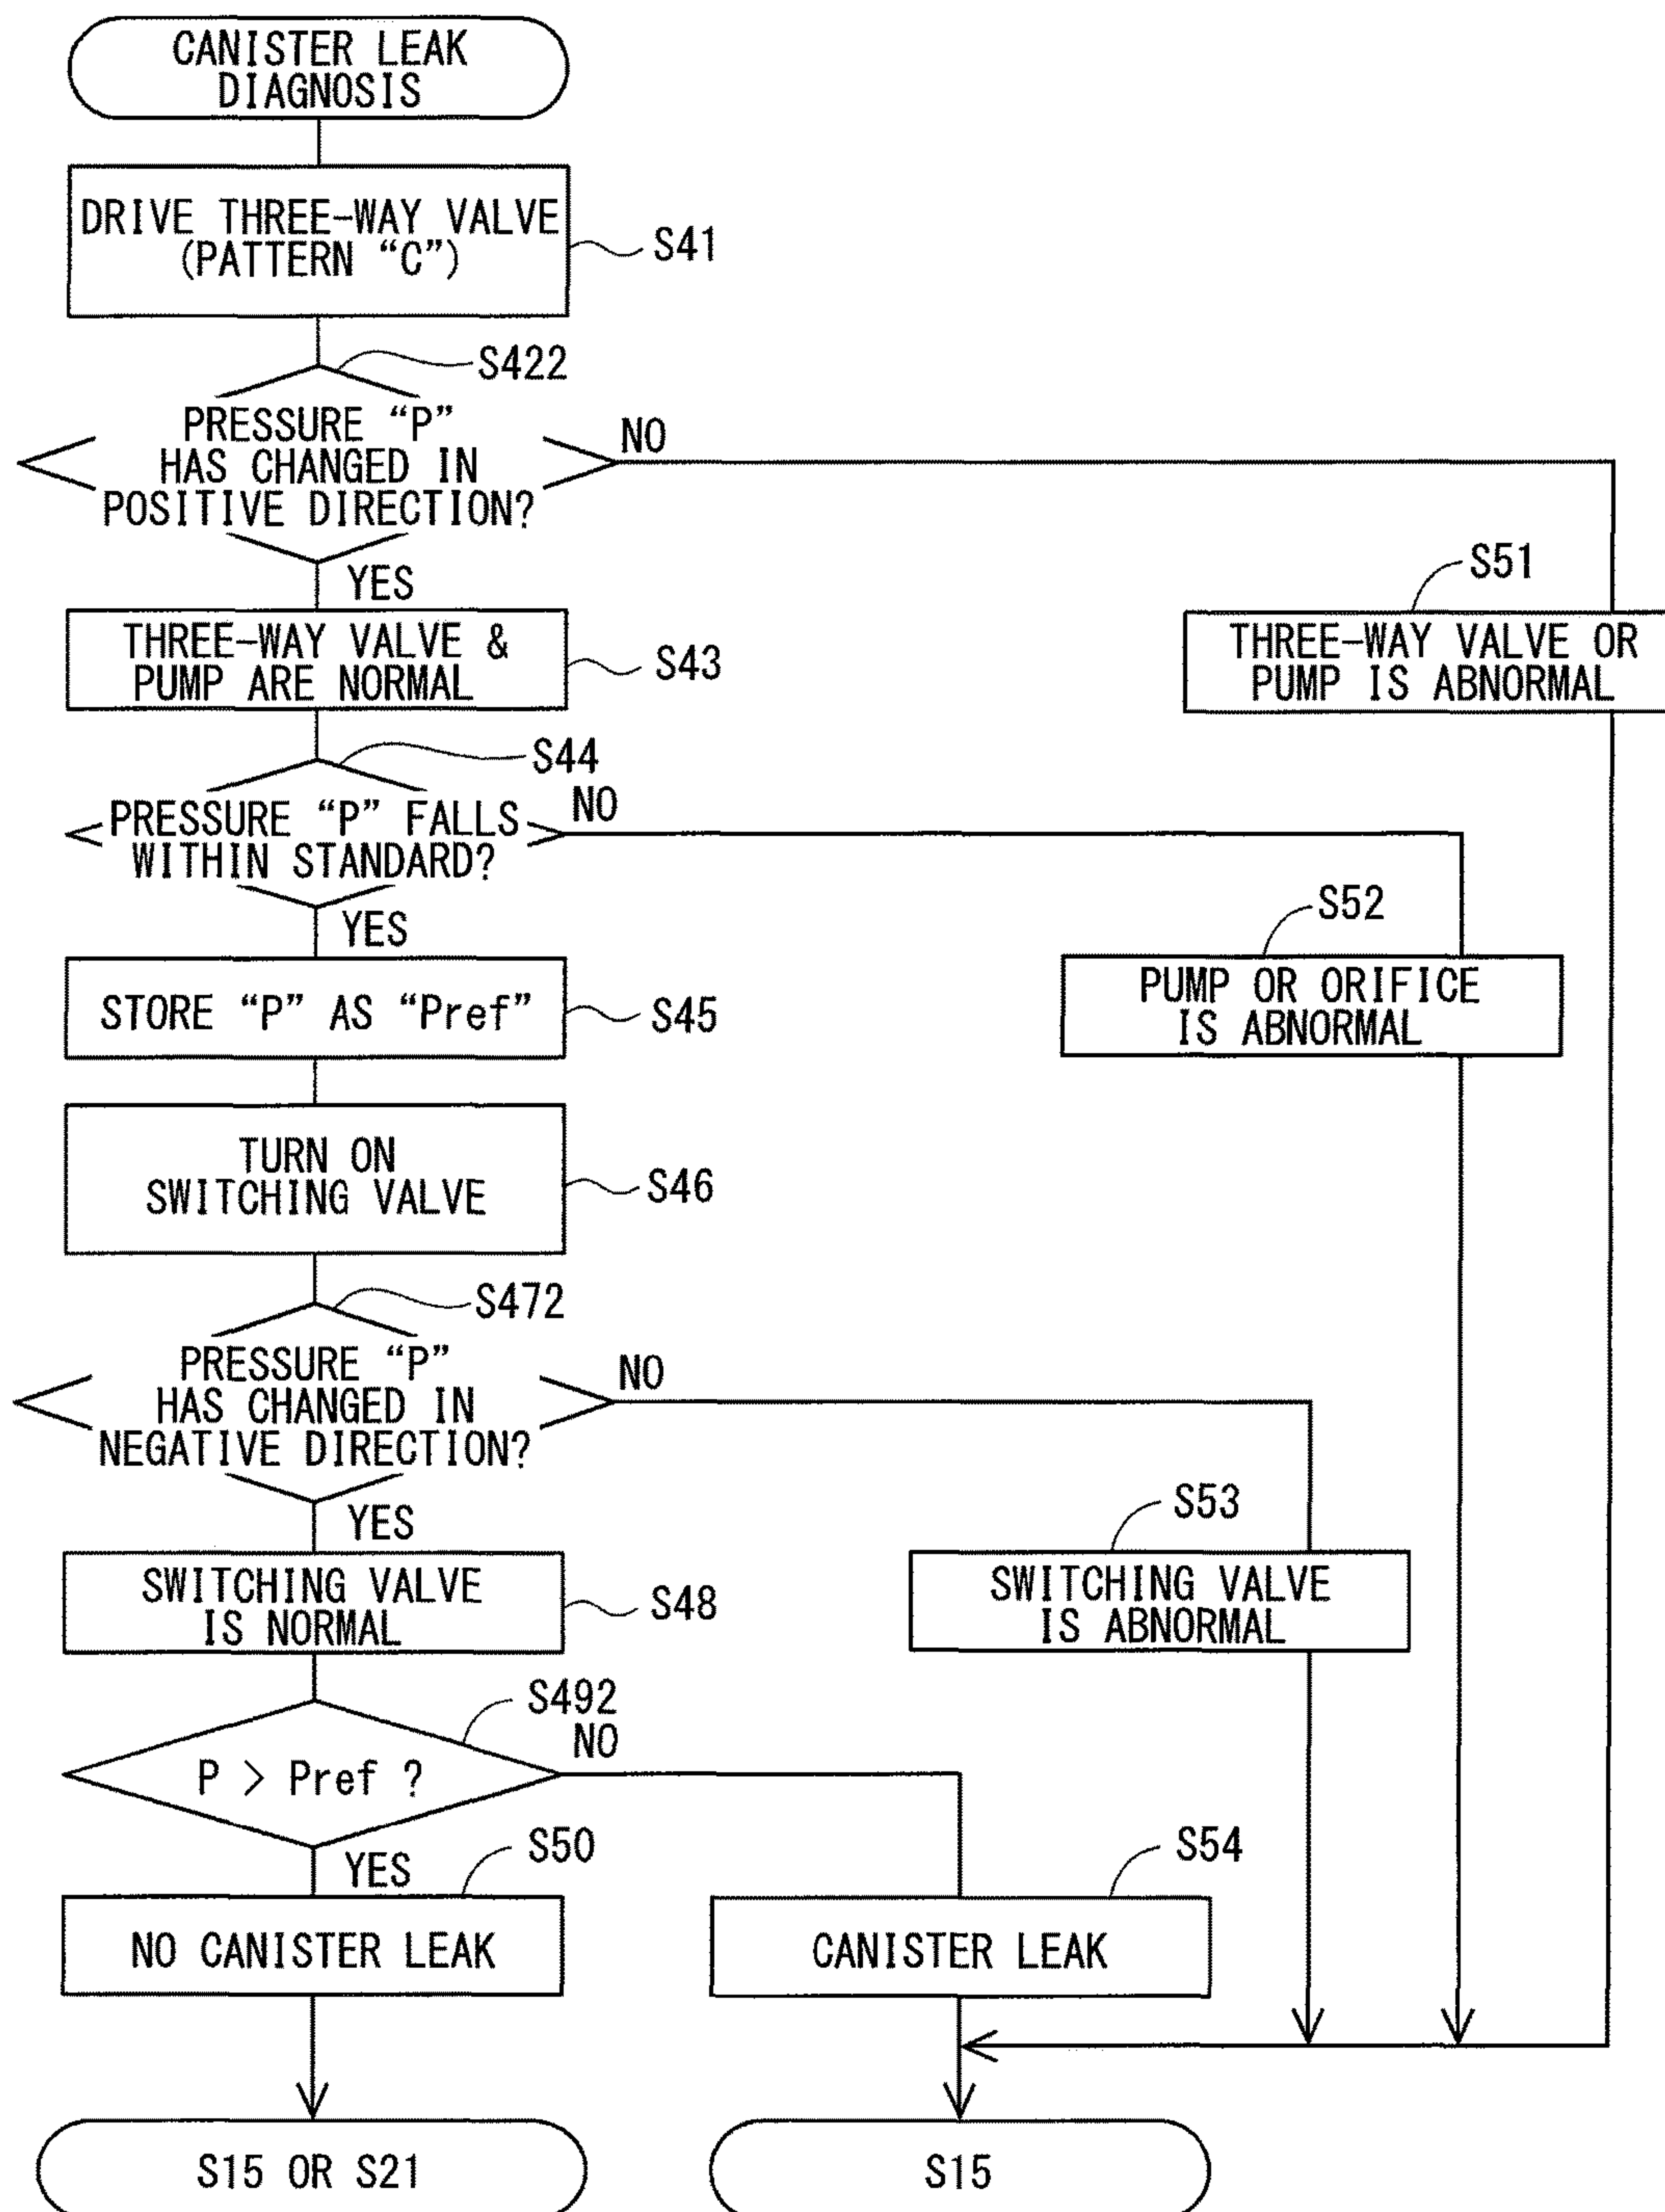 CANISTER LEAK
DIAGNOSIS
DRIVE THREE-WAY VALVE
(PATTERN “C”)
S41
S422
PRESSURE “P”
HAS CHANGED IN
POSITIVE DIRECTION?
NO
YES
S51
THREE-WAY VALVE &
PUMP ARE NORMAL
S43
THREE-WAY VALVE OR
PUMP IS ABNORMAL
S44
PRESSURE “P” FALLS
WITHIN STANDARD?
NO
YES
S52
STORE “P” AS “Pref”
S45
PUMP OR ORIFICE
IS ABNORMAL
TURN ON
SWITCHING VALVE
S46
S472
PRESSURE “P”
HAS CHANGED IN
NEGATIVE DIRECTION?
NO
YES
S53
SWITCHING VALVE
IS NORMAL
S48
SWITCHING VALVE
IS ABNORMAL
S492
P > Pref ?
NO
YES
S50
S54
NO CANISTER LEAK
CANISTER LEAK
S15 OR S21
S15